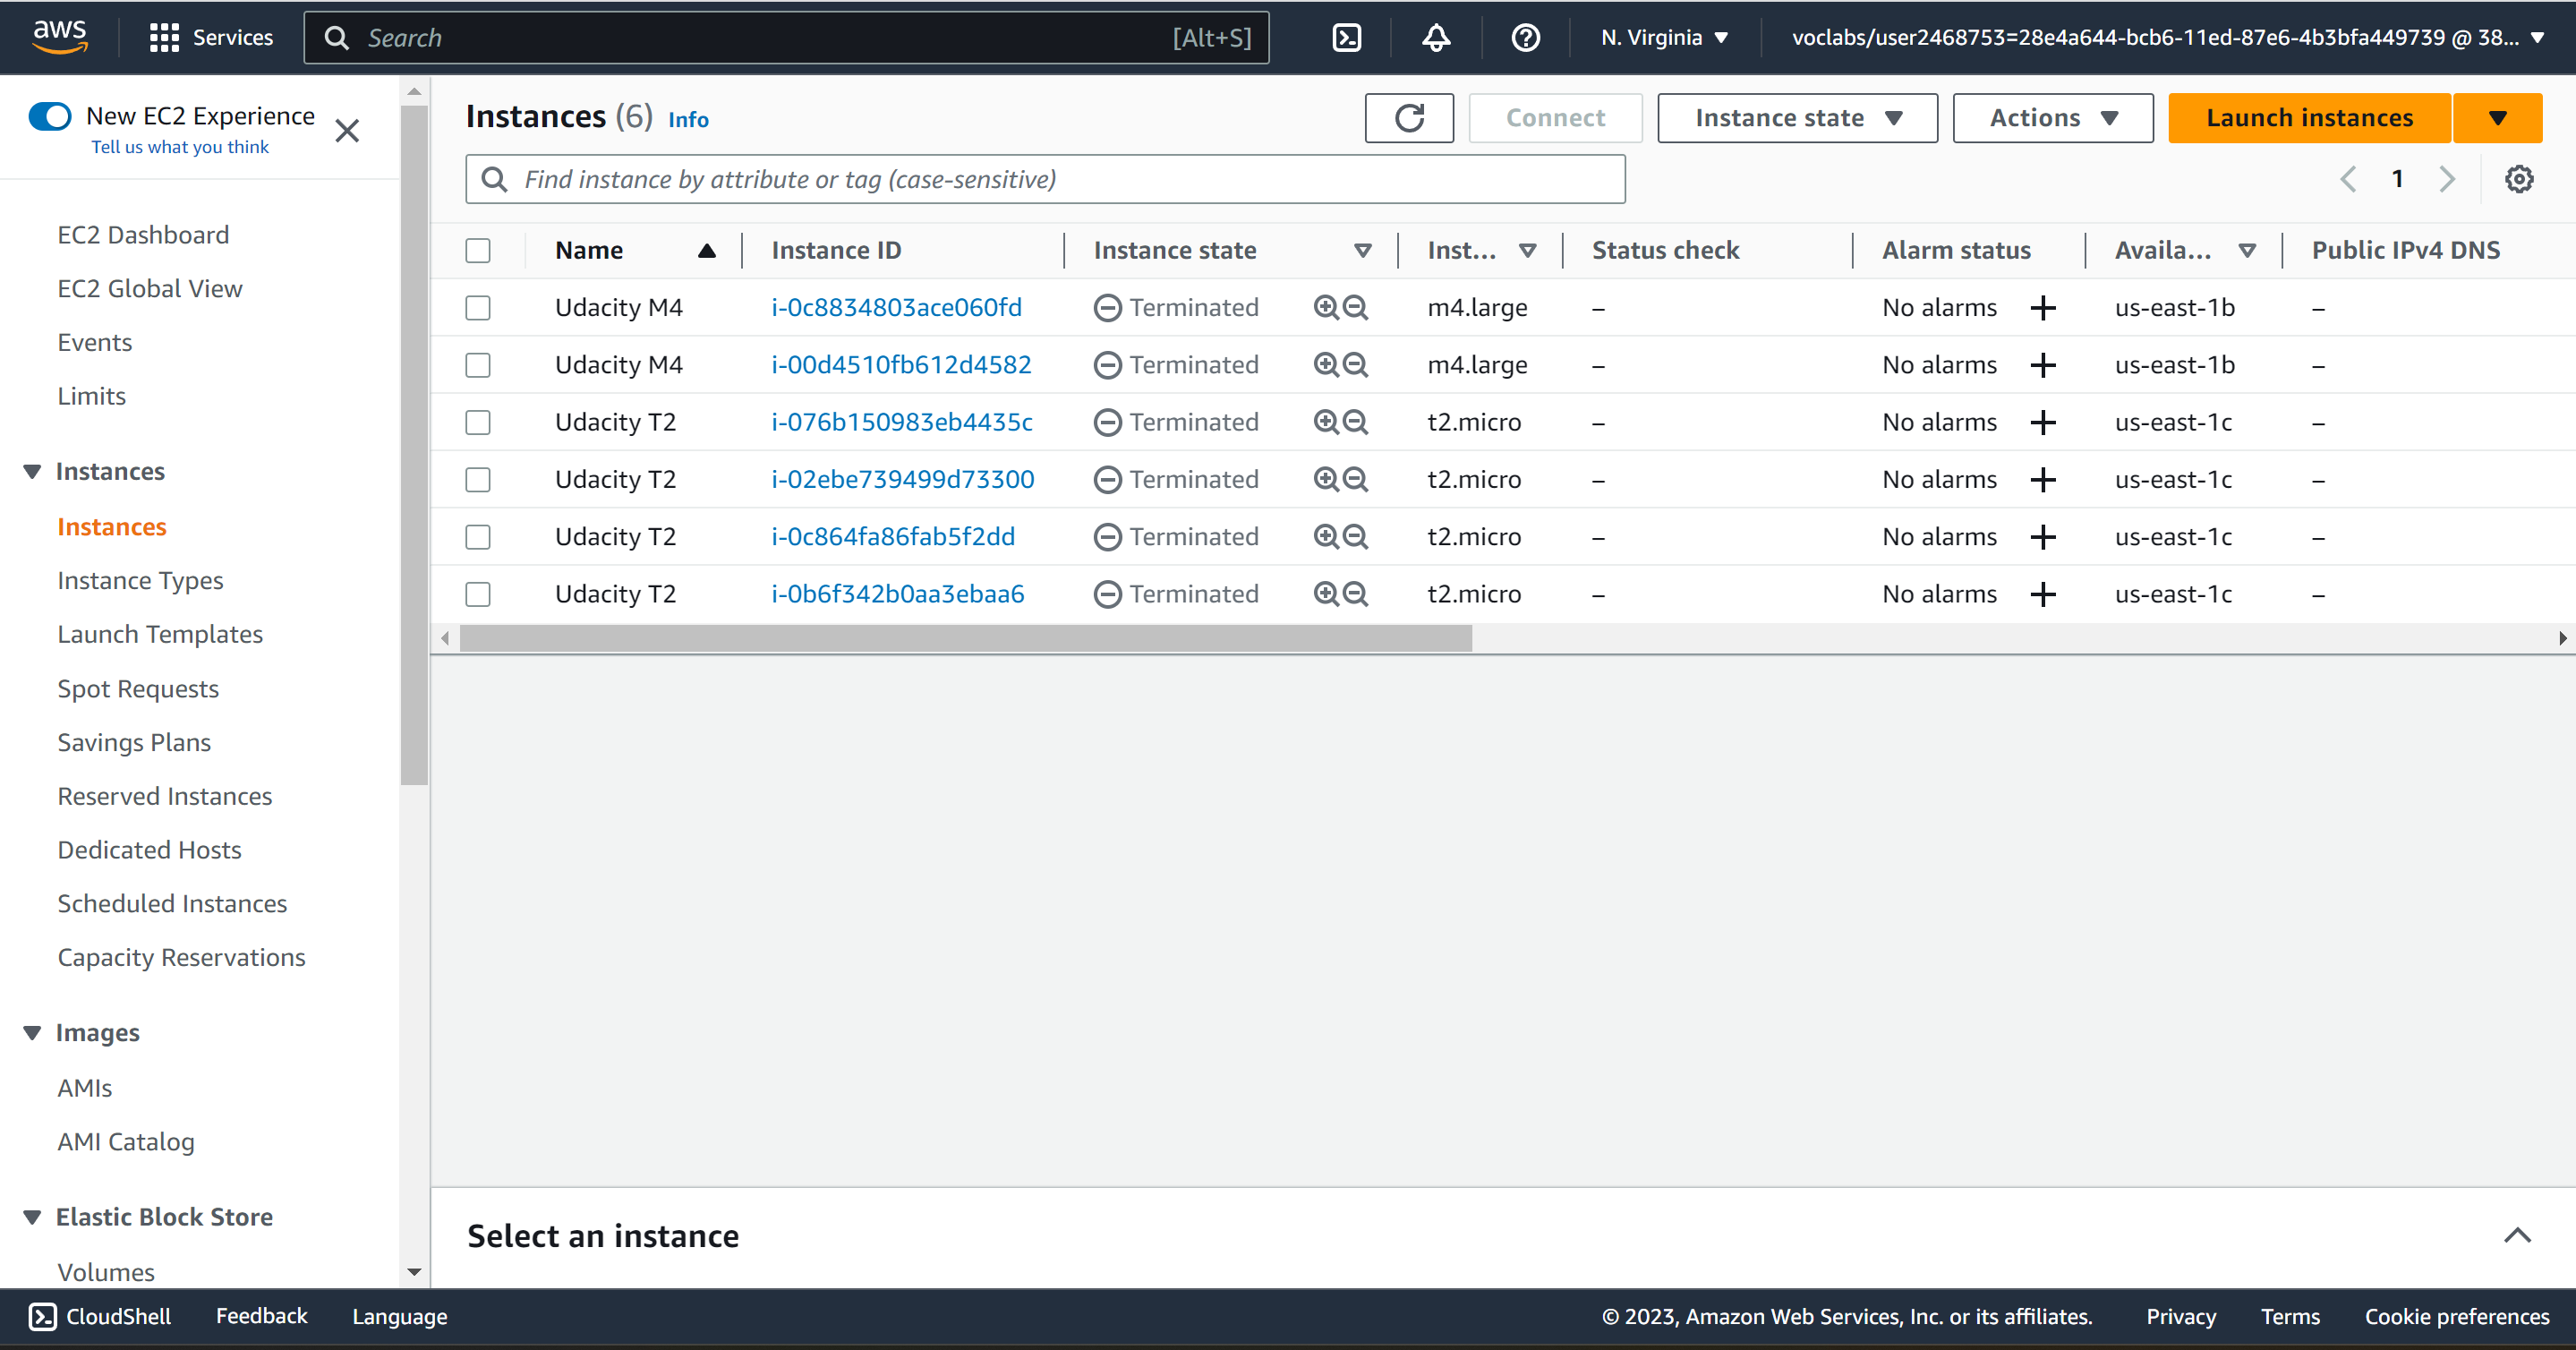 aws Services Search [Alt+S] N. Virginia voclabs/user2468753=28e4a644-bcb6-11ed-87e6-4b3bfa449739 @ 38...
New EC2 Experience
Tell us what you think
EC2 Dashboard
EC2 Global View
Events
Limits
Instances
Instances
Instance Types
Launch Templates
Spot Requests
Savings Plans
Reserved Instances
Dedicated Hosts
Scheduled Instances
Capacity Reservations
Images
AMIs
AMI Catalog
Elastic Block Store
Volumes
Instances (6) Info Connect Instance state Actions Launch instances
Find instance by attribute or tag (case-sensitive) 1
Name Instance ID Instance state Inst... Status check Alarm status Availa... Public IPv4 DNS
Udacity M4 i-0c8834803ace060fd Terminated m4.large – No alarms + us-east-1b –
Udacity M4 i-00d4510fb612d4582 Terminated m4.large – No alarms + us-east-1b –
Udacity T2 i-076b150983eb4435c Terminated t2.micro – No alarms + us-east-1c –
Udacity T2 i-02ebe739499d73300 Terminated t2.micro – No alarms + us-east-1c –
Udacity T2 i-0c864fa86fab5f2dd Terminated t2.micro – No alarms + us-east-1c –
Udacity T2 i-0b6f342b0aa3ebaa6 Terminated t2.micro – No alarms + us-east-1c –
Select an instance
CloudShell Feedback Language © 2023, Amazon Web Services, Inc. or its affiliates. Privacy Terms Cookie preferences